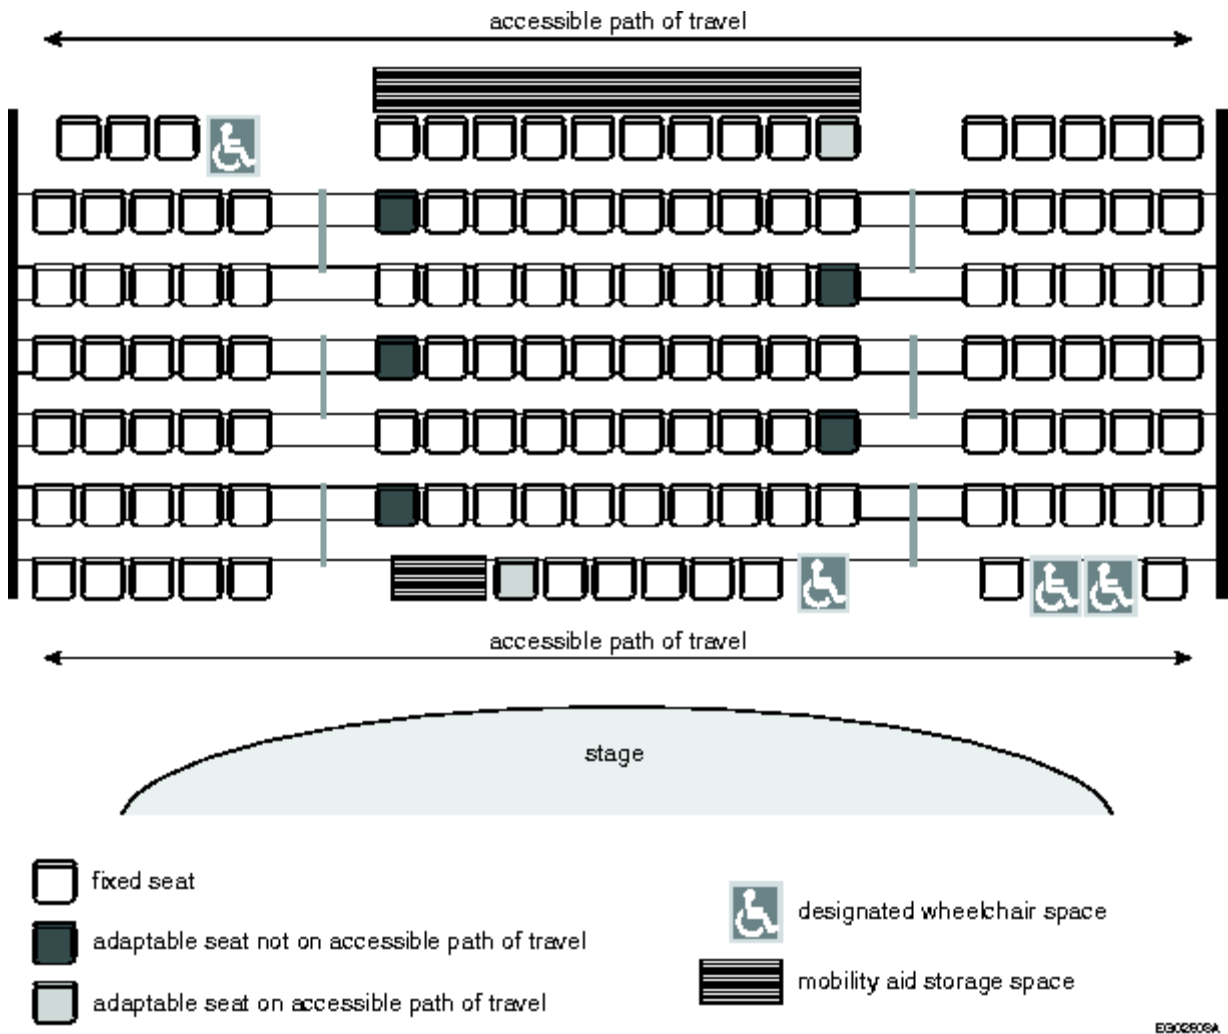 accessible path of travel
accessible path of travel
stage
fixed seat
adaptable seat not on accessible path of travel
adaptable seat on accessible path of travel
designated wheelchair space
mobility aid storage space